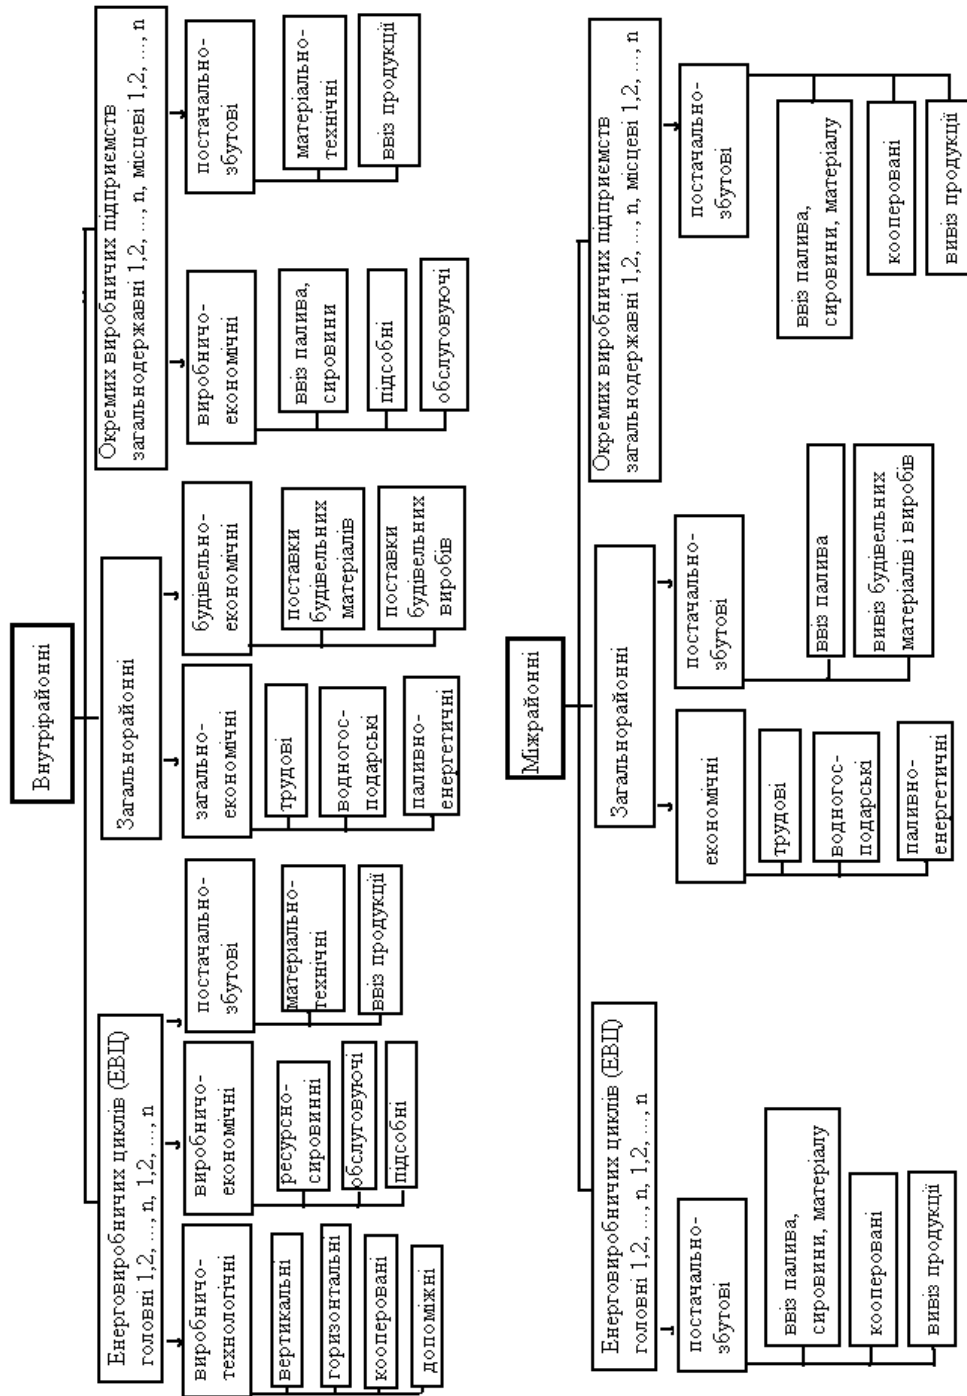 Внутрірайонні
Енерговиробничих циклів (ЕВЦ)
головні 1,2, ..., n, 1,2, ..., n
Загальнорайонні
Окремих виробничих підприємств
загальнодержавні 1,2, ..., n, місцеві 1,2, ..., n
виробничо-
технологічні
вертикальні
горизонтальні
кооперовані
допоміжні
виробничо-
економічні
ресурсно-
сировинні
обслуговуючі
підсобні
постачально-
збутові
матеріально-
технічні
ввіз продукції
загально-
економічні
трудові
водногос-
подарські
паливно-
енергетичні
будівельно-
економічні
поставки
будівельних
матеріалів
поставки
будівельних
виробів
виробничо-
економічні
ввіз палива,
сировини
підсобні
обслуговуючі
постачально-
збутові
матеріально-
технічні
ввіз продукції
Міжрайонні
Енерговиробничих циклів (ЕВЦ)
головні 1,2, ..., n, 1,2, ..., n
Загальнорайонні
Окремих виробничих підприємств
загальнодержавні 1,2, ..., n, місцеві 1,2, ..., n
постачально-
збутові
ввіз палива,
сировини, матеріалу
кооперовані
вивіз продукції
економічні
трудові
водногос-
подарські
паливно-
енергетичні
постачально-
збутові
ввіз палива
вивіз будівельних
матеріалів і виробів
постачально-
збутові
ввіз палива,
сировини, матеріалу
кооперовані
вивіз продукції